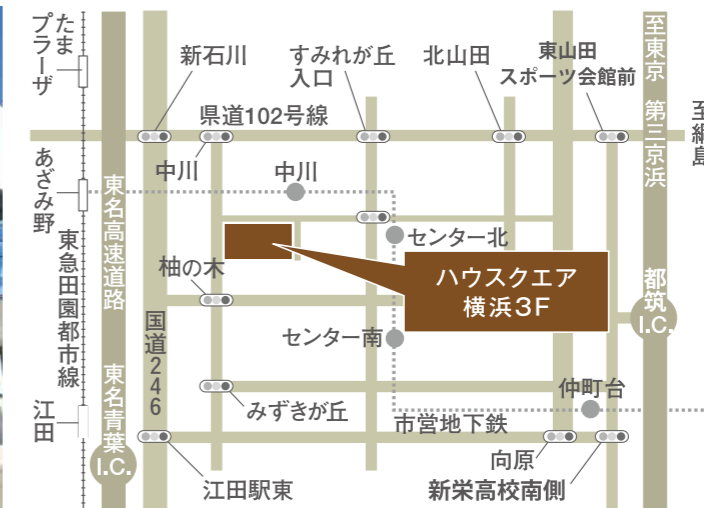 たま
プラーザ
新石川
すみれが丘
入口
北山田
東山田
スポーツ会館前
至東京
第三京浜
至綱島
県道102号線
中川
中川
あざみ野
東名高速道路
東急田園都市線
センター北
柚の木
ハウスクエア
横浜3F
都筑
I.C.
国道246
センター南
江田
東名青葉
I.C.
みずきが丘
仲町台
市営地下鉄
向原
江田駅東
新栄高校南側